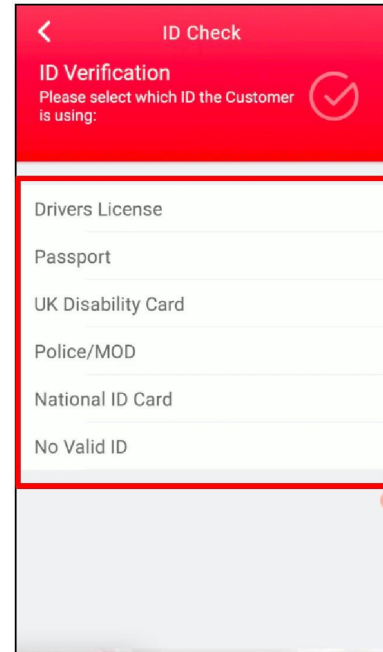 ID Check
ID Verification
Please select which ID the Customer
is using:
Drivers License
Passport
UK Disability Card
Police/MOD
National ID Card
No Valid ID